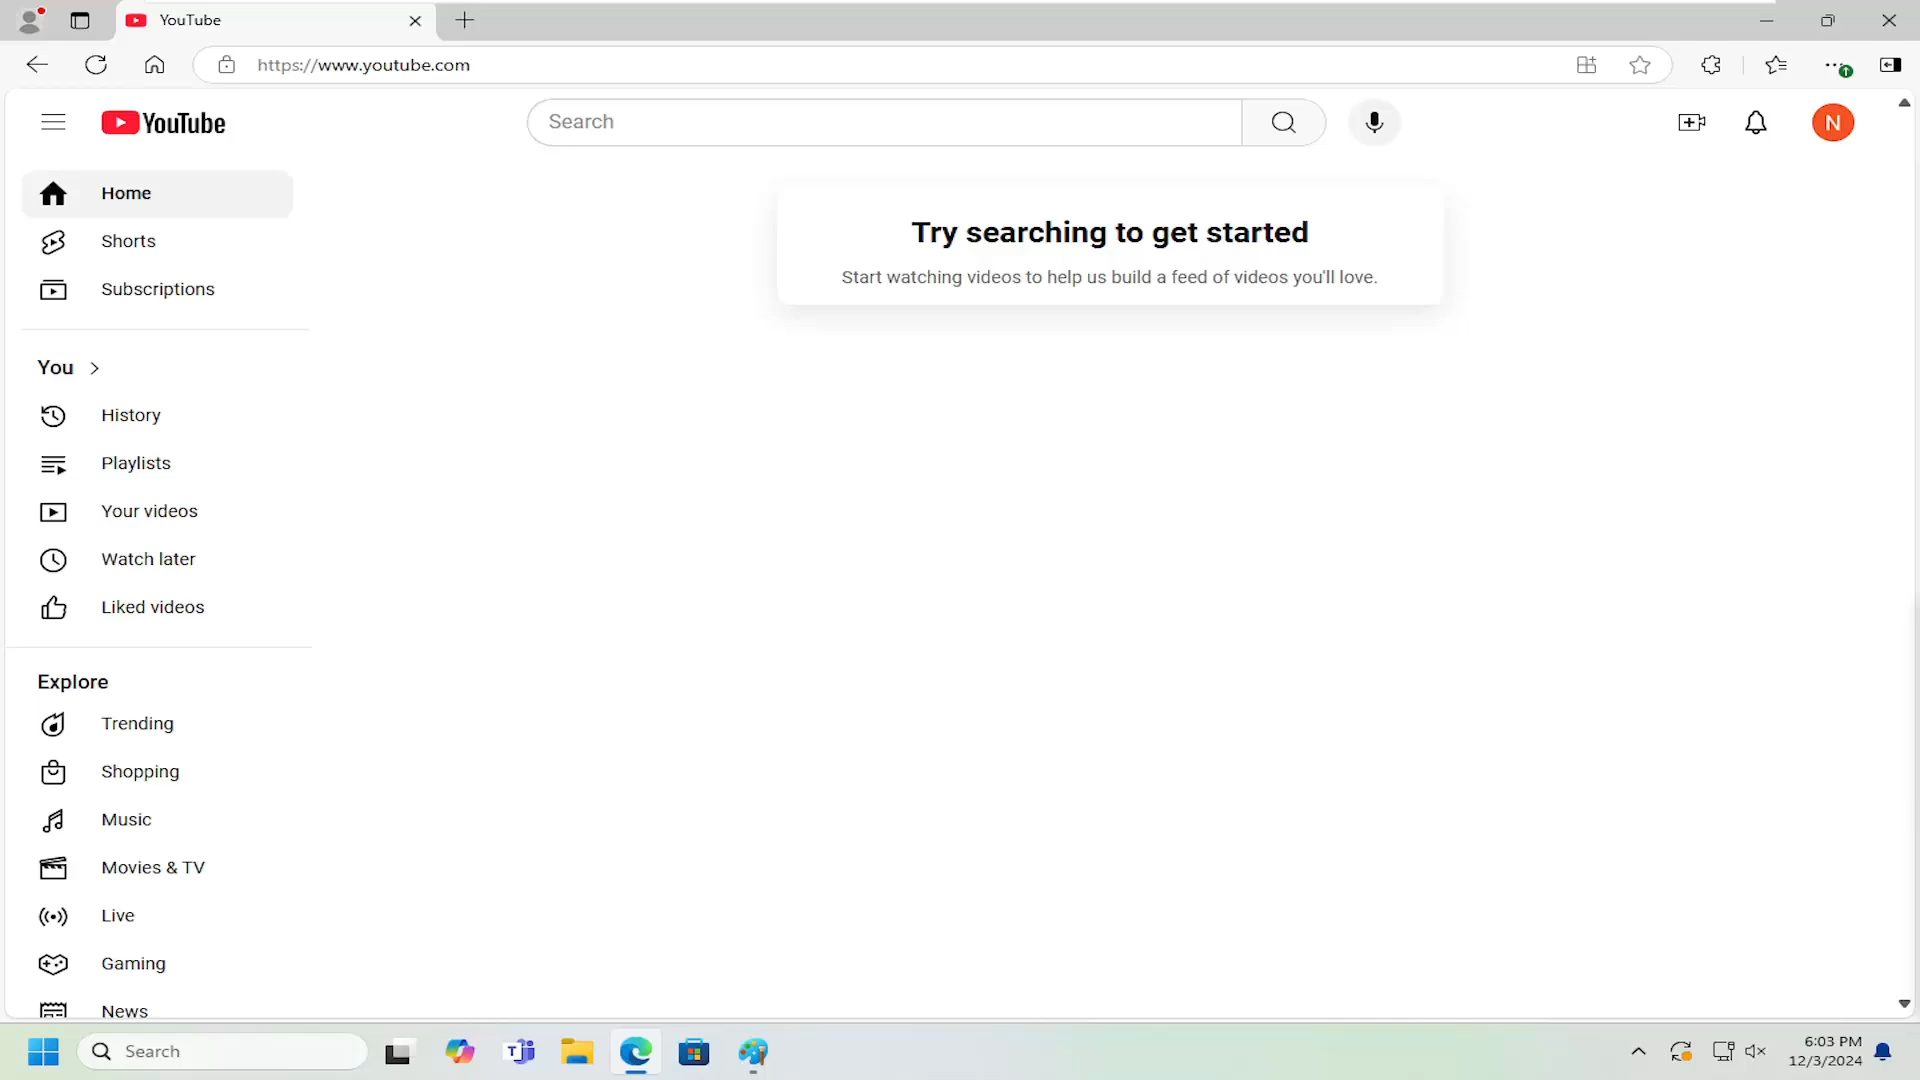 YouTube
https://www.youtube.com
YouTube
Search
N
Home
Shorts
Subscriptions
Try searching to get started
Start watching videos to help us build a feed of videos you'll love.
You
History
Playlists
Your videos
Watch later
Liked videos
Explore
Trending
Shopping
Music
Movies & TV
Live
Gaming
News
Search
6:03 PM
12/3/2024